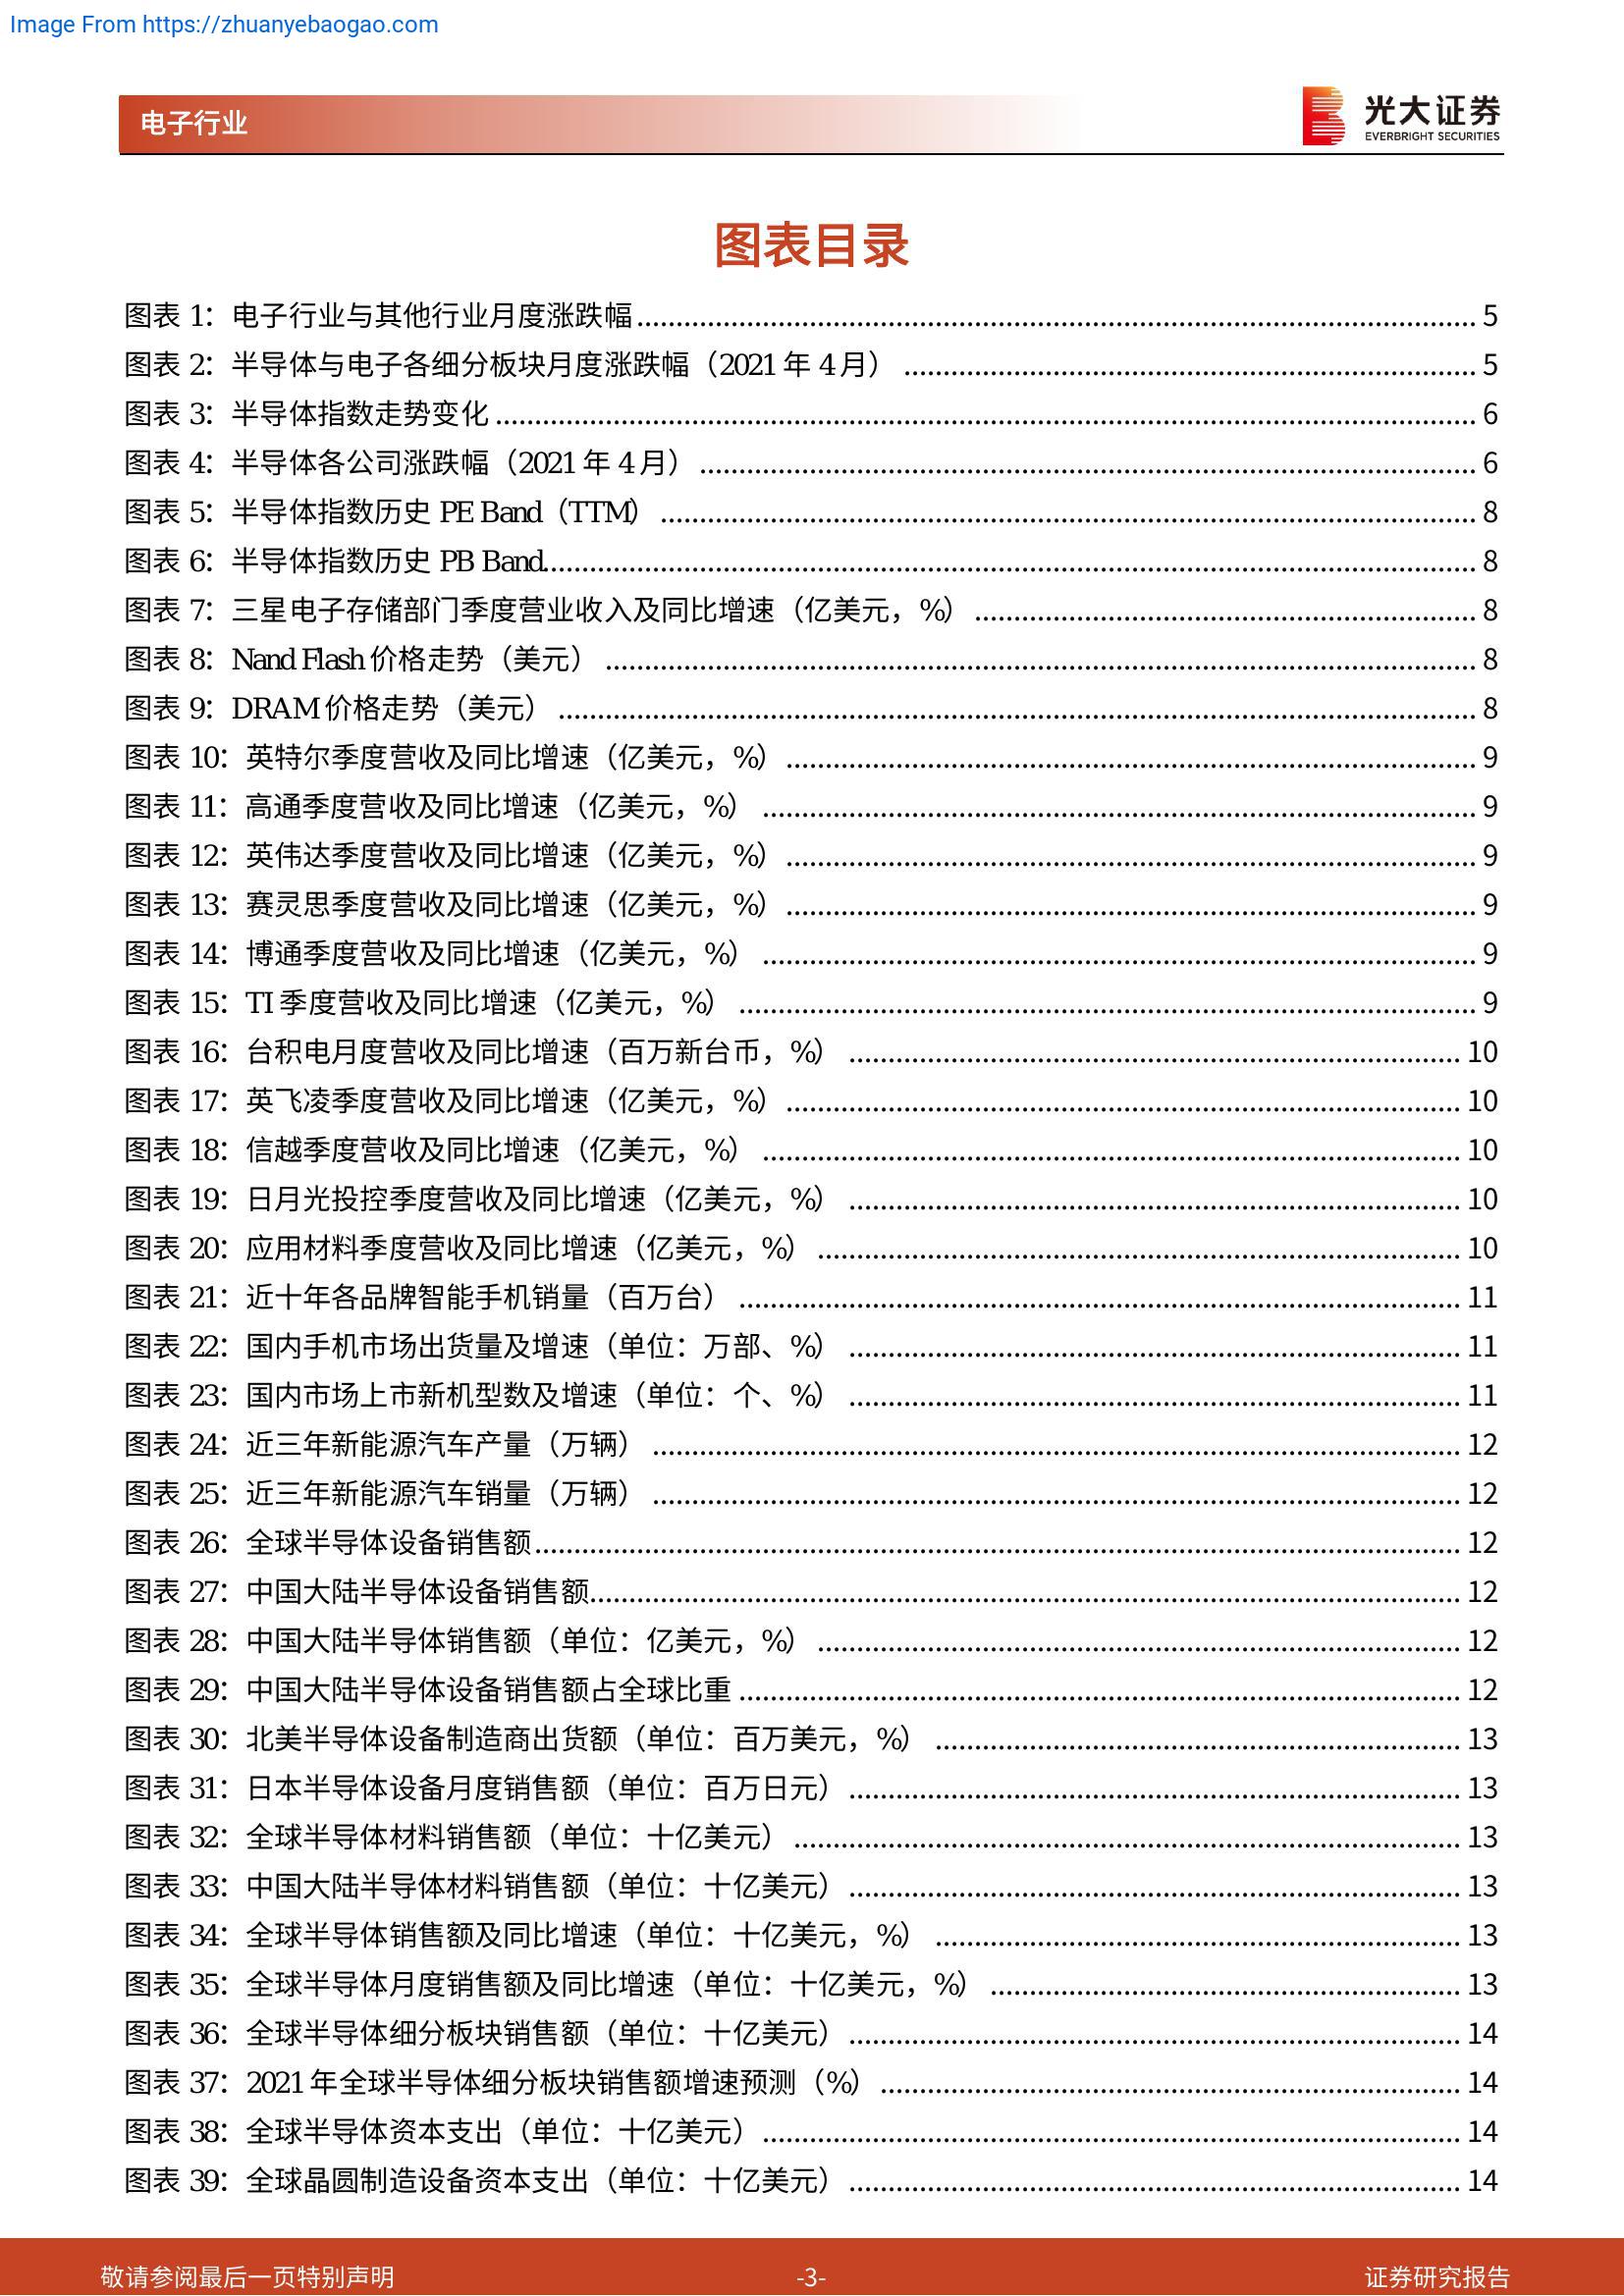 Image From https://zhuanyebaogao.com
电子行业
光大证券
EVERBRIGHT SECURITIES
图表目录
图表 1：电子行业与其他行业月度涨跌幅 5
图表 2：半导体与电子各细分板块月度涨跌幅（2021 年 4 月） 5
图表 3：半导体指数走势变化 6
图表 4：半导体各公司涨跌幅（2021 年 4 月） 6
图表 5：半导体指数历史 PE Band（TTM） 8
图表 6：半导体指数历史 PB Band 8
图表 7：三星电子存储部门季度营业收入及同比增速（亿美元，%） 8
图表 8：Nand Flash 价格走势（美元） 8
图表 9：DRAM 价格走势（美元） 8
图表 10：英特尔季度营收及同比增速（亿美元，%） 9
图表 11：高通季度营收及同比增速（亿美元，%） 9
图表 12：英伟达季度营收及同比增速（亿美元，%） 9
图表 13：赛灵思季度营收及同比增速（亿美元，%） 9
图表 14：博通季度营收及同比增速（亿美元，%） 9
图表 15：TI 季度营收及同比增速（亿美元，%） 9
图表 16：台积电月度营收及同比增速（百万新台币，%） 10
图表 17：英飞凌季度营收及同比增速（亿美元，%） 10
图表 18：信越季度营收及同比增速（亿美元，%） 10
图表 19：日月光投控季度营收及同比增速（亿美元，%） 10
图表 20：应用材料季度营收及同比增速（亿美元，%） 10
图表 21：近十年各品牌智能手机销量（百万台） 11
图表 22：国内手机市场出货量及增速（单位：万部、%） 11
图表 23：国内市场上市新机型数及增速（单位：个、%） 11
图表 24：近三年新能源汽车产量（万辆） 12
图表 25：近三年新能源汽车销量（万辆） 12
图表 26：全球半导体设备销售额 12
图表 27：中国大陆半导体设备销售额 12
图表 28：中国大陆半导体销售额（单位：亿美元，%） 12
图表 29：中国大陆半导体设备销售额占全球比重 12
图表 30：北美半导体设备制造商出货额（单位：百万美元，%） 13
图表 31：日本半导体设备月度销售额（单位：百万日元） 13
图表 32：全球半导体材料销售额（单位：十亿美元） 13
图表 33：中国大陆半导体材料销售额（单位：十亿美元） 13
图表 34：全球半导体销售额及同比增速（单位：十亿美元，%） 13
图表 35：全球半导体月度销售额及同比增速（单位：十亿美元，%） 13
图表 36：全球半导体细分板块销售额（单位：十亿美元） 14
图表 37：2021 年全球半导体细分板块销售额增速预测（%） 14
图表 38：全球半导体资本支出（单位：十亿美元） 14
图表 39：全球晶圆制造设备资本支出（单位：十亿美元） 14
敬请参阅最后一页特别声明 -3- 证券研究报告